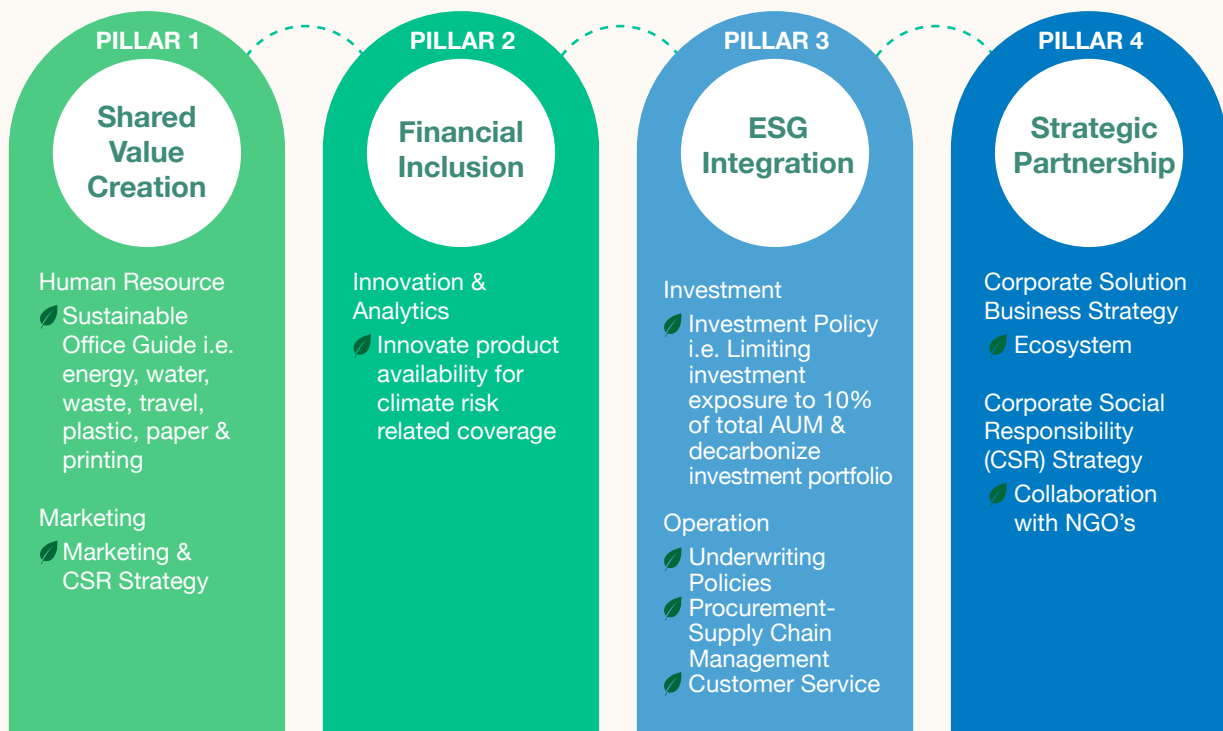 PILLAR 1
Shared
Value
Creation
Human Resource
Sustainable
Office Guide i.e.
energy, water,
waste, travel,
plastic, paper &
printing
Marketing
Marketing &
CSR Strategy
PILLAR 2
Financial
Inclusion
Innovation &
Analytics
Innovate product
availability for
climate risk
related coverage
PILLAR 3
ESG
Integration
Investment
Investment Policy
i.e. Limiting
investment
exposure to 10%
of total AUM &
decarbonize
investment portfolio
Operation
Underwriting
Policies
Procurement-
Supply Chain
Management
Customer Service
PILLAR 4
Strategic
Partnership
Corporate Solution
Business Strategy
Ecosystem
Corporate Social
Responsibility
(CSR) Strategy
Collaboration
with NGO's